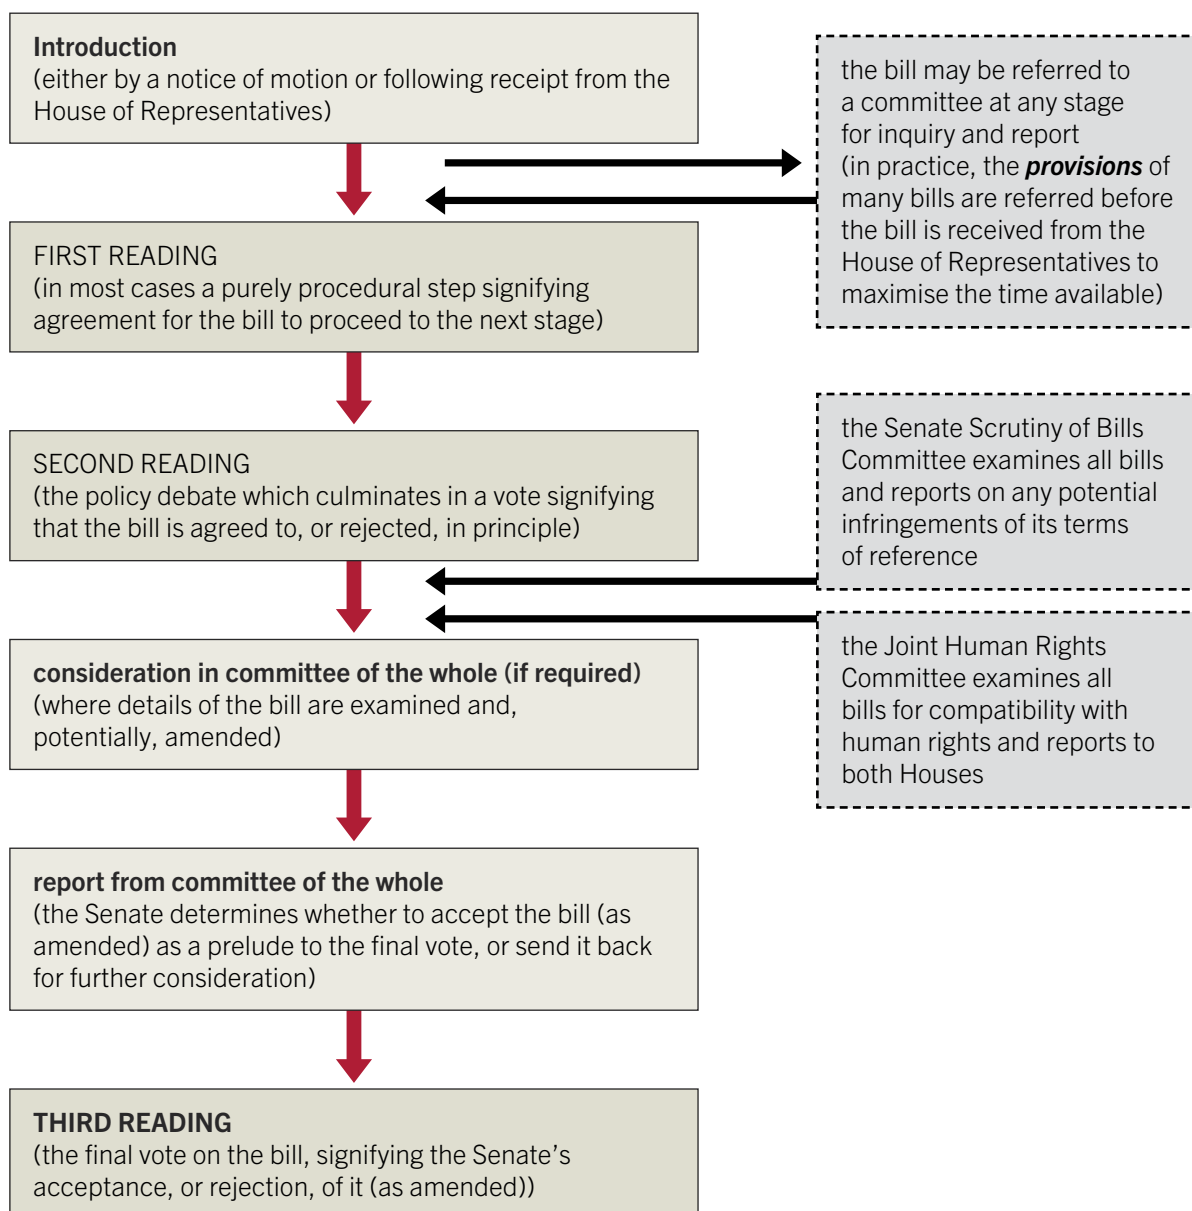 Introduction
(either by a notice of motion or following receipt from the
House of Representatives)
the bill may be referred to
a committee at any stage
for inquiry and report
(in practice, the provisions of
many bills are referred before
the bill is received from the
House of Representatives to
maximise the time available)
FIRST READING
(in most cases a purely procedural step signifying
agreement for the bill to proceed to the next stage)
SECOND READING
(the policy debate which culminates in a vote signifying
that the bill is agreed to, or rejected, in principle)
the Senate Scrutiny of Bills
Committee examines all bills
and reports on any potential
infringements of its terms
of reference
the Joint Human Rights
Committee examines all
bills for compatibility with
human rights and reports to
both Houses
consideration in committee of the whole (if required)
(where details of the bill are examined and,
potentially, amended)
report from committee of the whole
(the Senate determines whether to accept the bill (as
amended) as a prelude to the final vote, or send it back
for further consideration)
THIRD READING
(the final vote on the bill, signifying the Senate’s
acceptance, or rejection, of it (as amended))